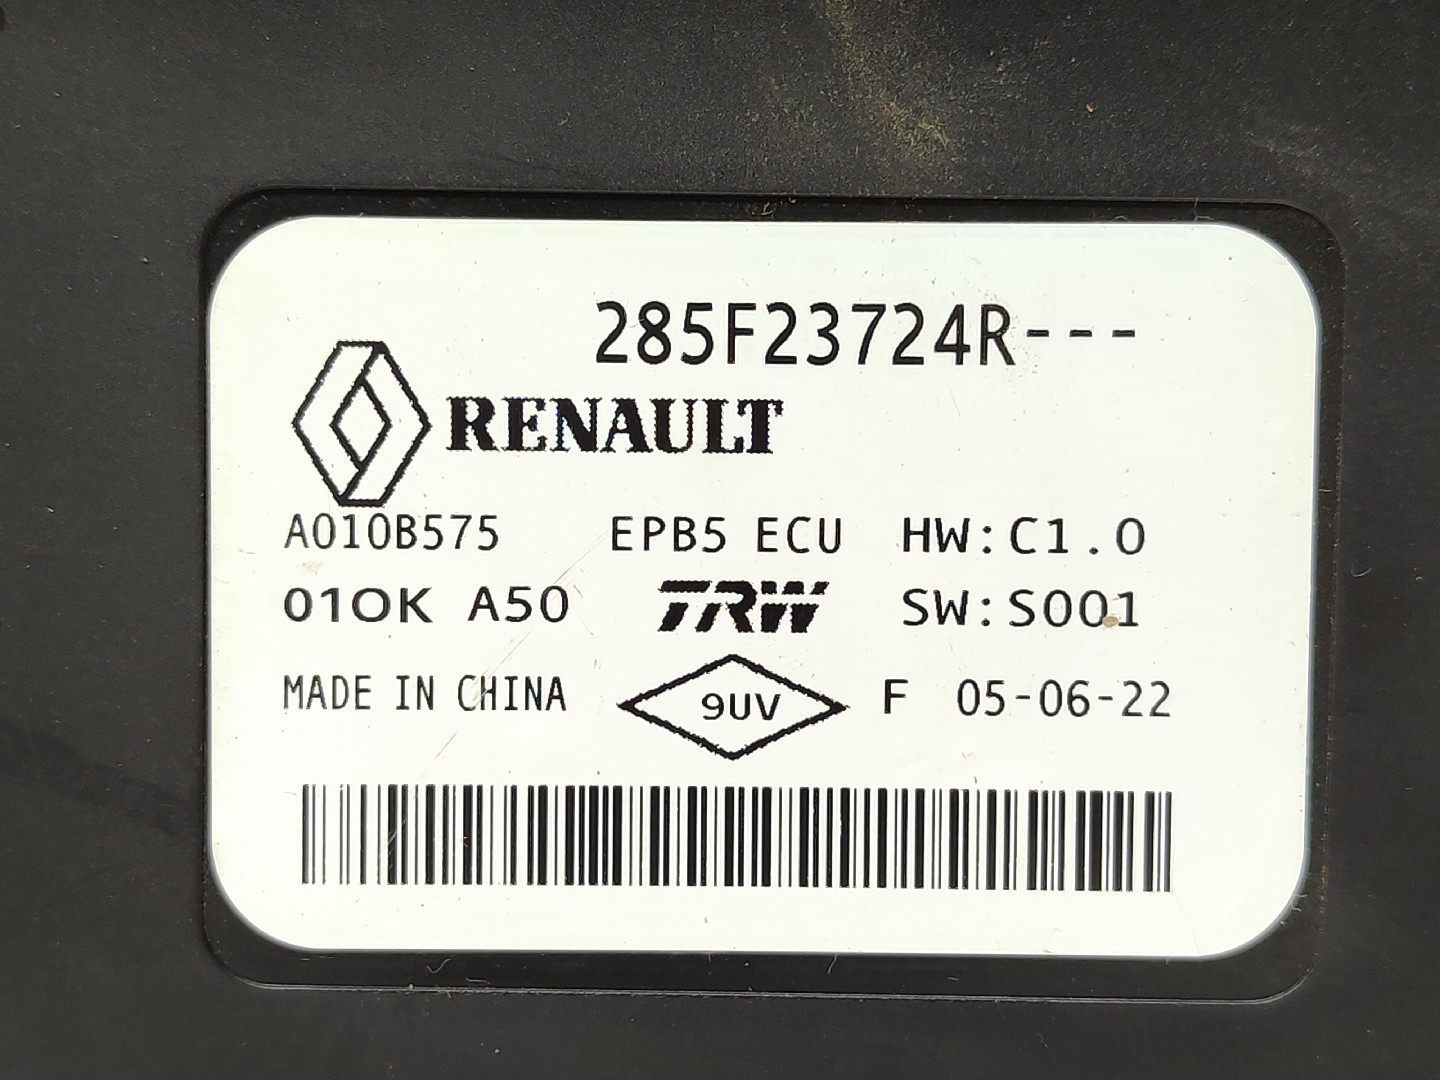 285F23724R---
RENAULT
A010B575 EPB5 ECU HW:C1.0
010K A50 TRW SW:S001
MADE IN CHINA 9UV F 05-06-22